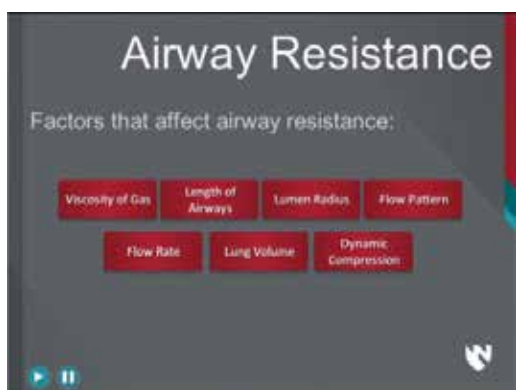 Airway Resistance
Factors that affect airway resistance:
Viscosity of Gas
Length of
Airways
Lumen Radius
Flow Pattern
Flow Rate
Lung Volume
Dynamic
Compression